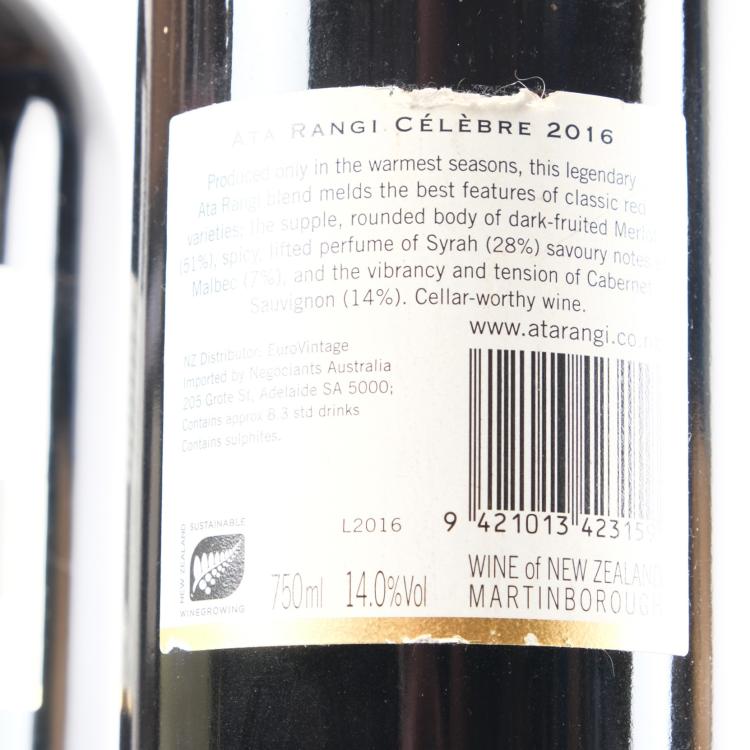 ATA RANGI CÉLÈBRE 2016
Produced only in the warmest seasons, this legendary
Ata Rangi blend melds the best features of classic red
varieties; the supple, rounded body of dark-fruited Merlot
(51%), spicy, lifted perfume of Syrah (28%) savoury notes
Malbec (7%), and the vibrancy and tension of Cabernet
Sauvignon (14%). Cellar-worthy wine.
www.atarangi.co.n
NZ Distributor: EuroVintage
Imported by Negociants Australia
205 Grote St, Adelaide SA 5000;
Contains approx 8.3 std drinks
Contains sulphites.
L2016
9 421013 423159
SUSTAINABLE
NEW ZEALAND
WINEGROWING
750ml 14.0%Vol
WINE of NEW ZEALAND
MARTINBOROUGH